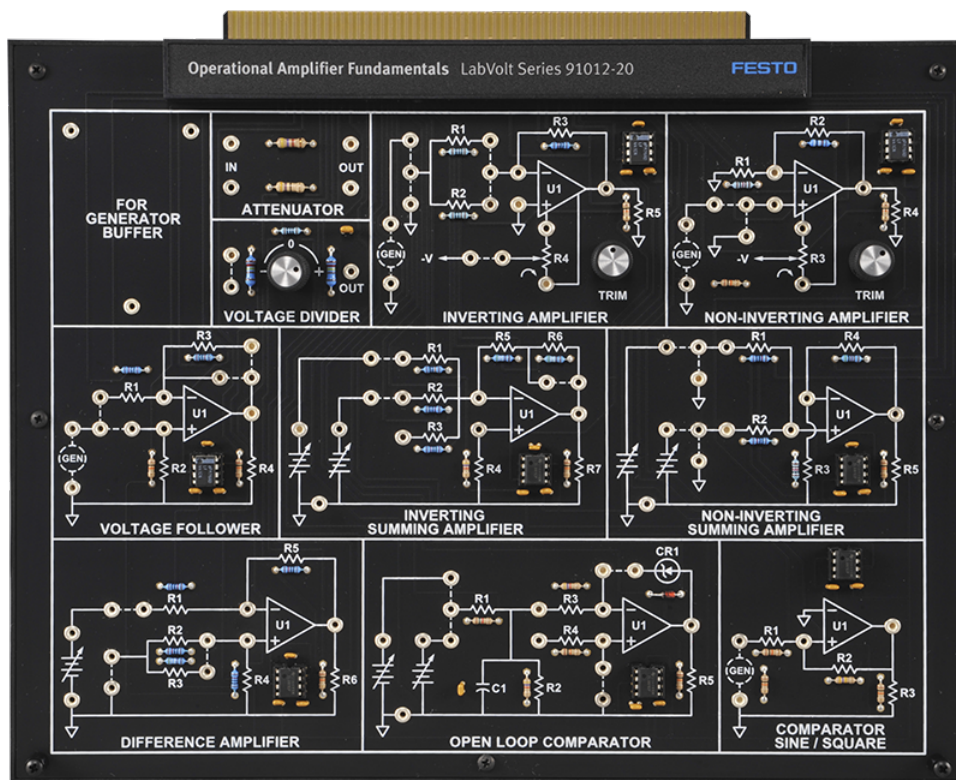 Operational Amplifier Fundamentals LabVolt Series 91012-20
FESTO
FOR
GENERATOR
BUFFER
IN
OUT
ATTENUATOR
0
- +
OUT
VOLTAGE DIVIDER
R1
R3
R2
U1
R5
GEN
-V
R4
TRIM
INVERTING AMPLIFIER
R2
R1
U1
R4
GEN
-V
R3
TRIM
NON-INVERTING AMPLIFIER
R3
R1
U1
GEN
R2
R4
VOLTAGE FOLLOWER
R1
R5
R6
R2
U1
R3
R4
R7
INVERTING
SUMMING AMPLIFIER
R1
R4
U1
R2
R3
R5
NON-INVERTING
SUMMING AMPLIFIER
R5
R1
U1
R2
R3
R4
R6
DIFFERENCE AMPLIFIER
CR1
R1
R3
U1
R4
C1
R2
R5
OPEN LOOP COMPARATOR
U1
R1
GEN
R2
R3
COMPARATOR
SINE / SQUARE